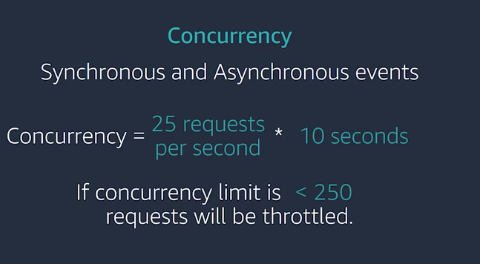 Concurrency
Synchronous and Asynchronous events
Concurrency = 25 requests per second * 10 seconds
If concurrency limit is < 250
requests will be throttled.